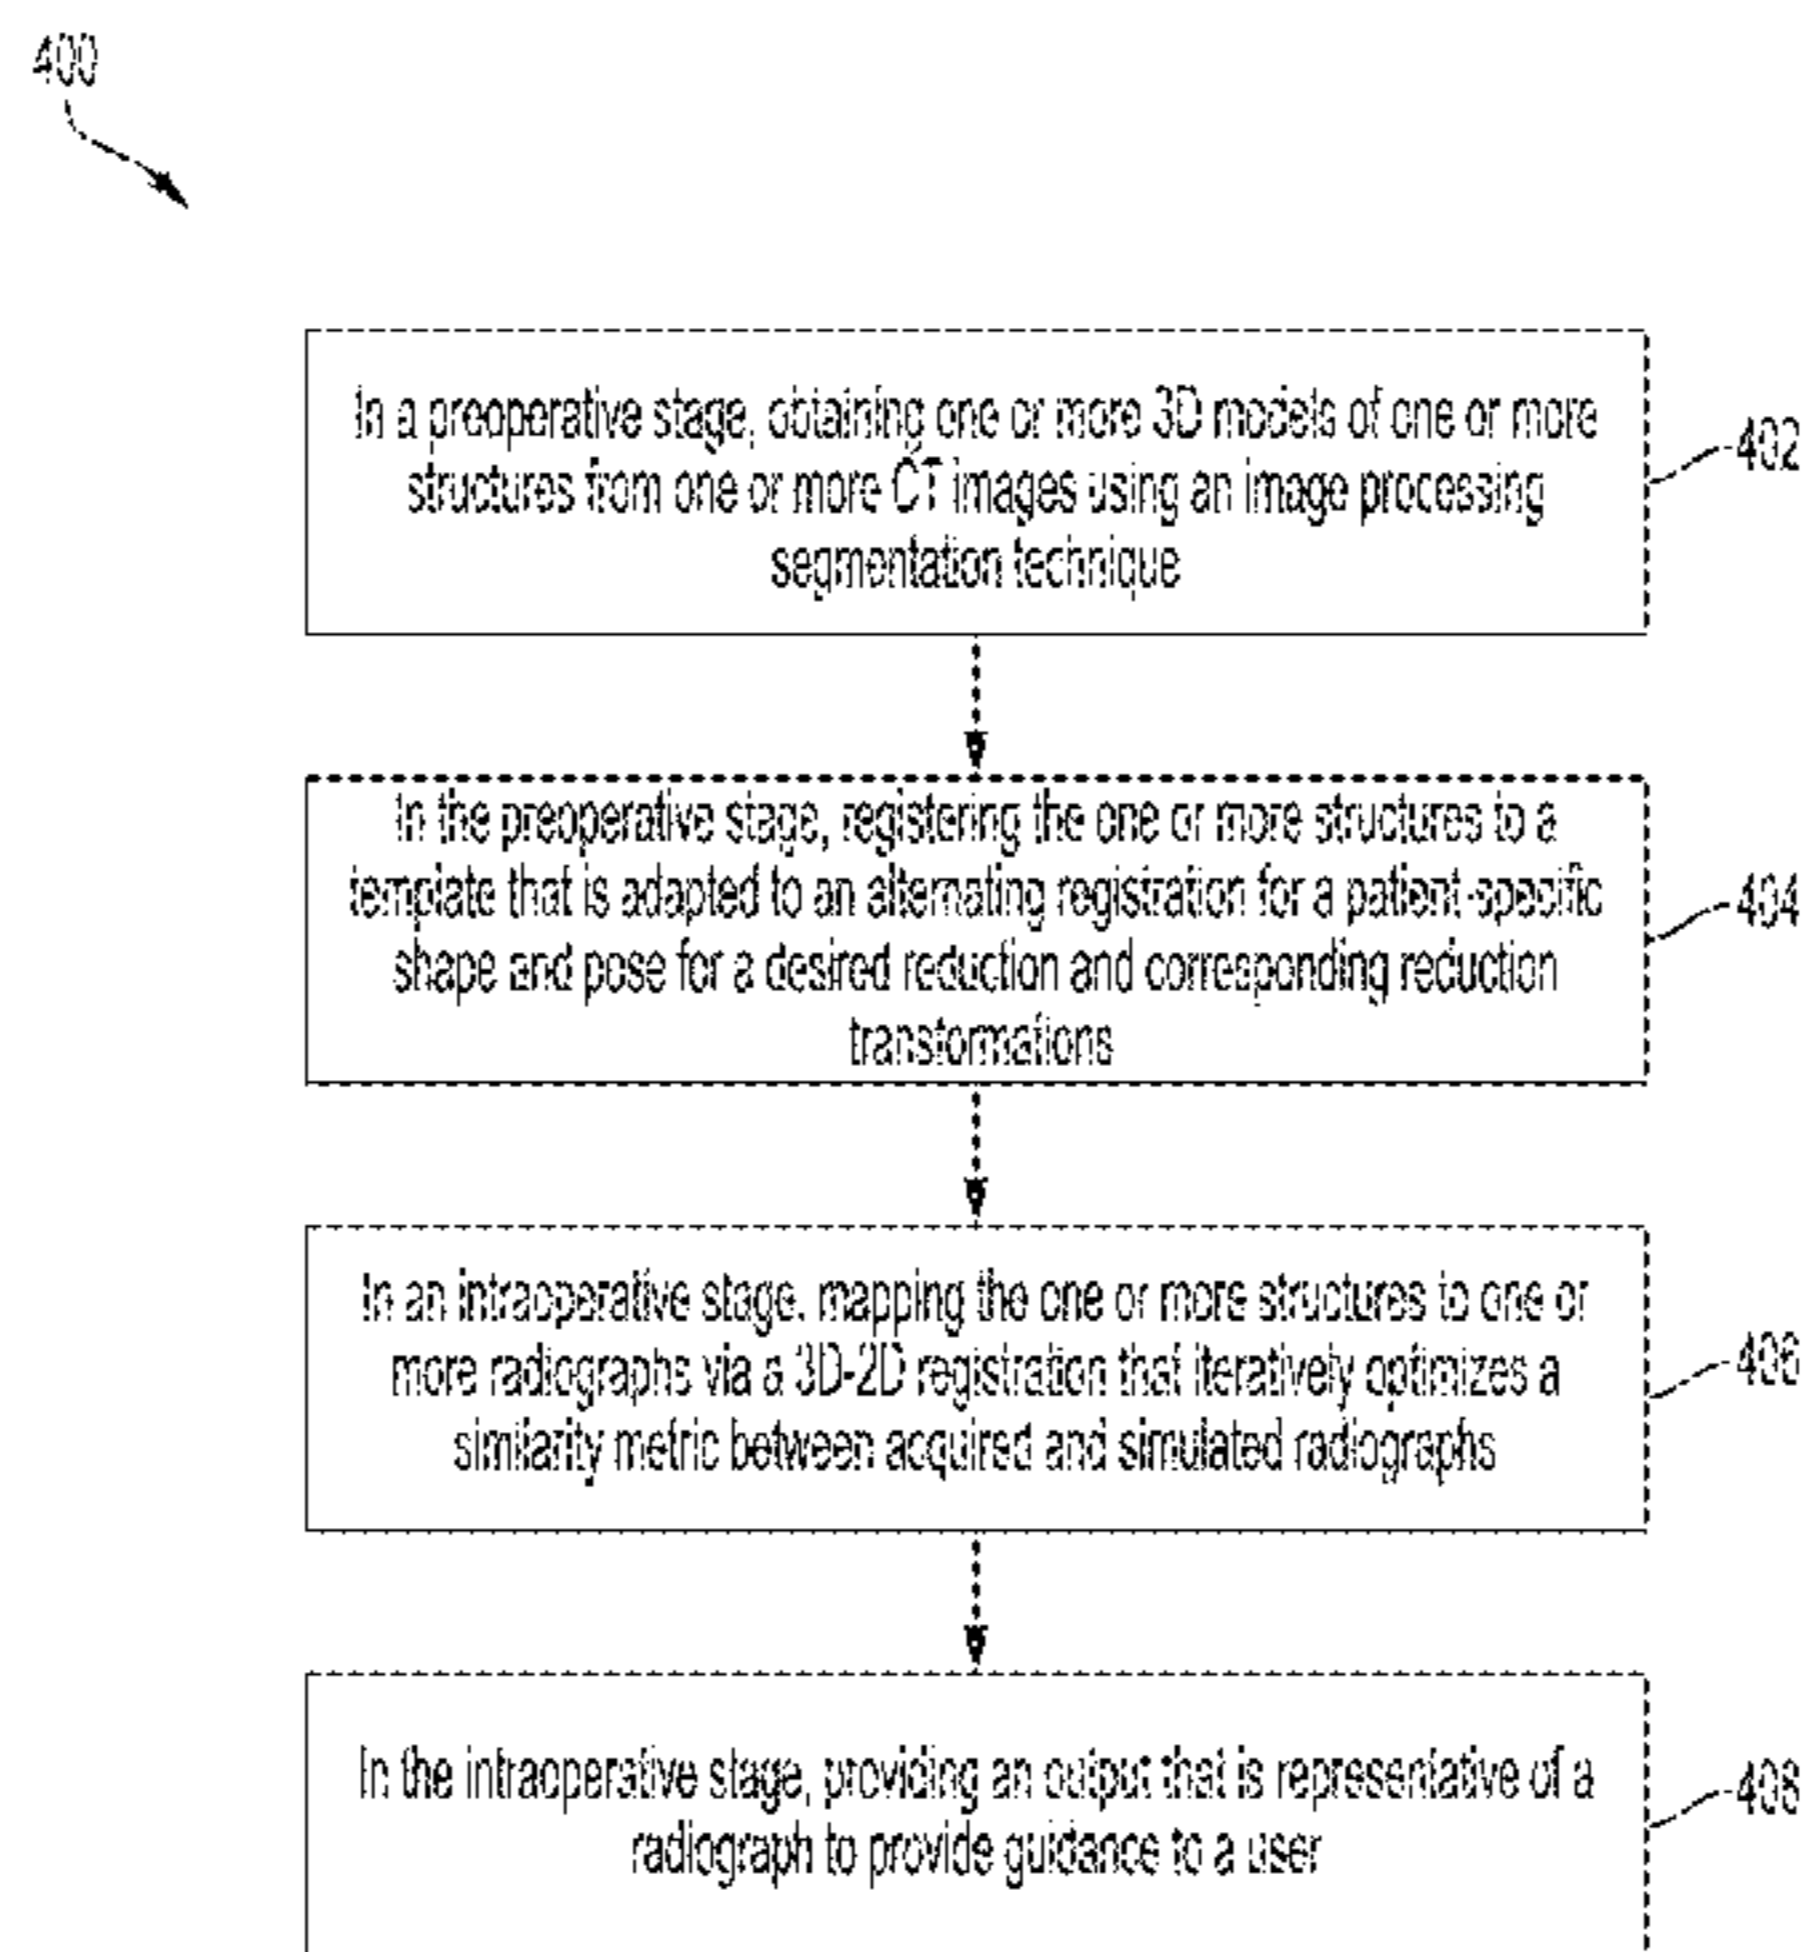 400
In a preoperative stage, obtaining one or more 3D models of one or more
structures from one or more CT images using an image processing
segmentation technique
402
In the preoperative stage, registering the one or more structures to a
template that is adapted to an alternating registration for a patient-specific
shape and pose for a desired reduction and corresponding reduction
transformations
404
In an intraoperative stage, mapping the one or more structures to one or
more radiographs via a 3D-2D registration that iteratively optimizes a
similarity metric between acquired and simulated radiographs
406
In the intraoperative stage, providing an output that is representative of a
radiograph to provide guidance to a user
408